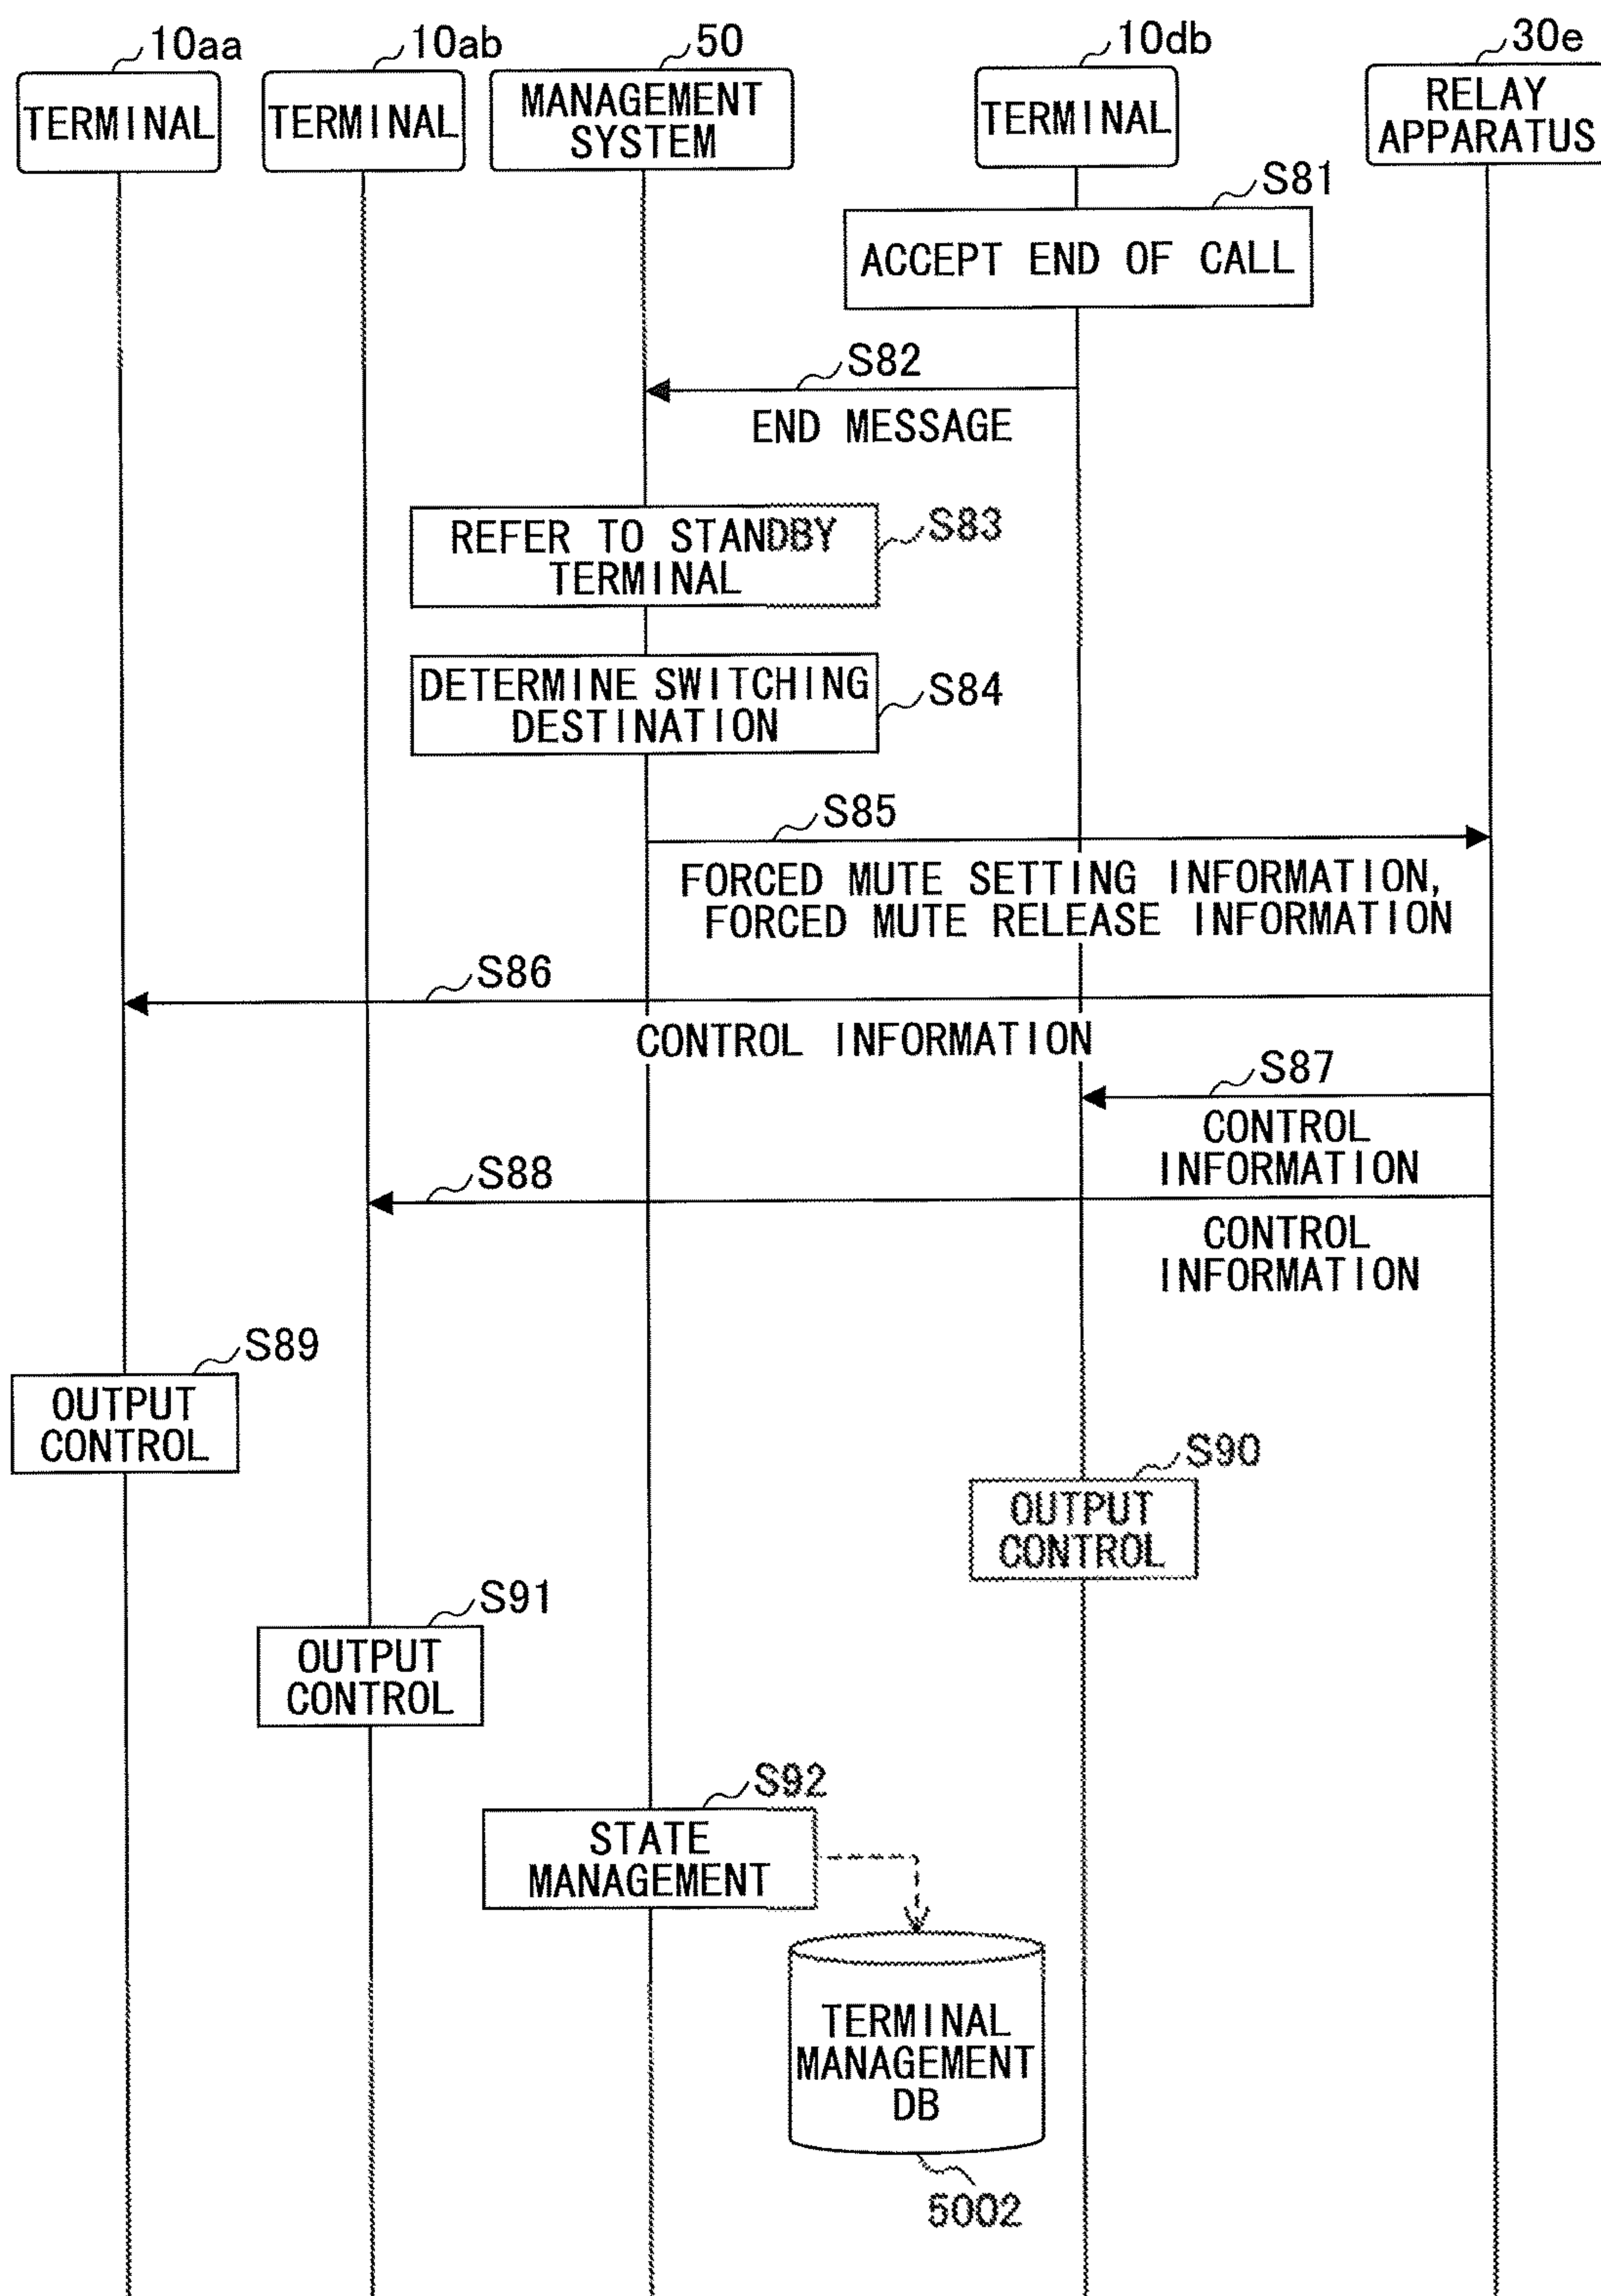 10aa
10ab
50
10db
30e
TERMINAL
TERMINAL
MANAGEMENT
SYSTEM
TERMINAL
RELAY
APPARATUS
S81
ACCEPT END OF CALL
S82
END MESSAGE
REFER TO STANDBY
TERMINAL
S83
DETERMINE SWITCHING
DESTINATION
S84
S85
FORCED MUTE SETTING INFORMATION,
FORCED MUTE RELEASE INFORMATION
S86
CONTROL INFORMATION
S87
CONTROL
INFORMATION
S88
CONTROL
INFORMATION
S89
OUTPUT
CONTROL
S90
OUTPUT
CONTROL
S91
OUTPUT
CONTROL
S92
STATE
MANAGEMENT
TERMINAL
MANAGEMENT
DB
5002